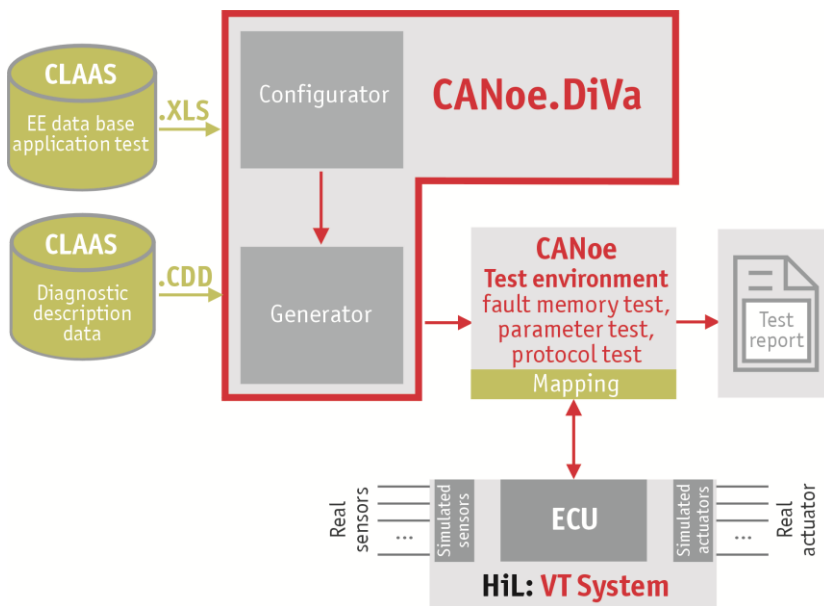 CLAAS
EE data base
application test
.XLS
Configurator
CANoe.DiVa
CLAAS
Diagnostic
description
data
.CDD
Generator
CANoe
Test environment
fault memory test,
parameter test,
protocol test
Mapping
Test
report
Real
sensors
...
Simulated
sensors
ECU
Simulated
actuators
...
Real
actuator
HiL: VT System